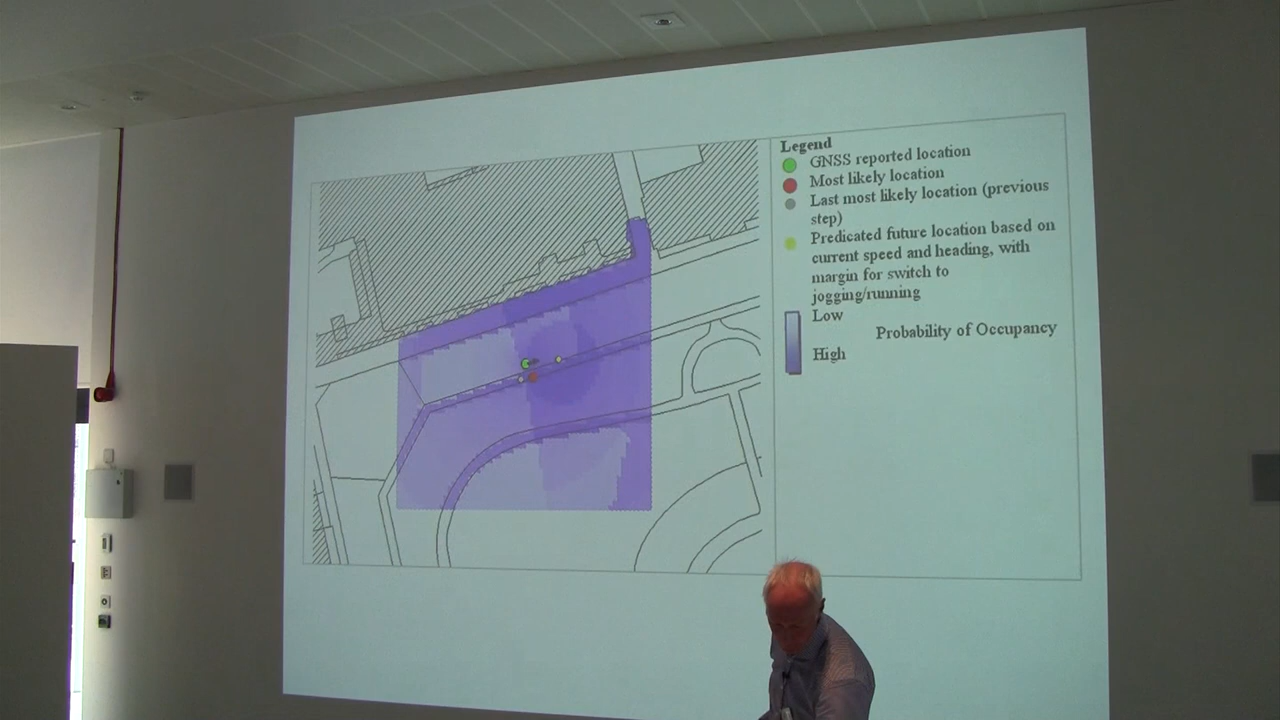 Legend
GNSS reported location
Most likely location
Last most likely location (previous
step)
Predicated future location based on
current speed and heading, with
margin for switch to
jogging/running
Low
Probability of Occupancy
High